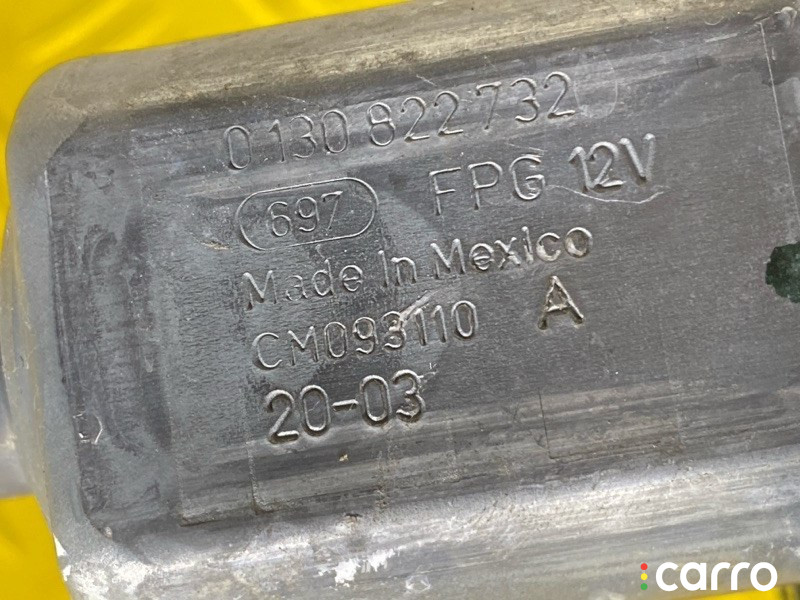 0 130 822 732
697 FPG 12V
Made in Mexico
CM093110 A
20-03
carro